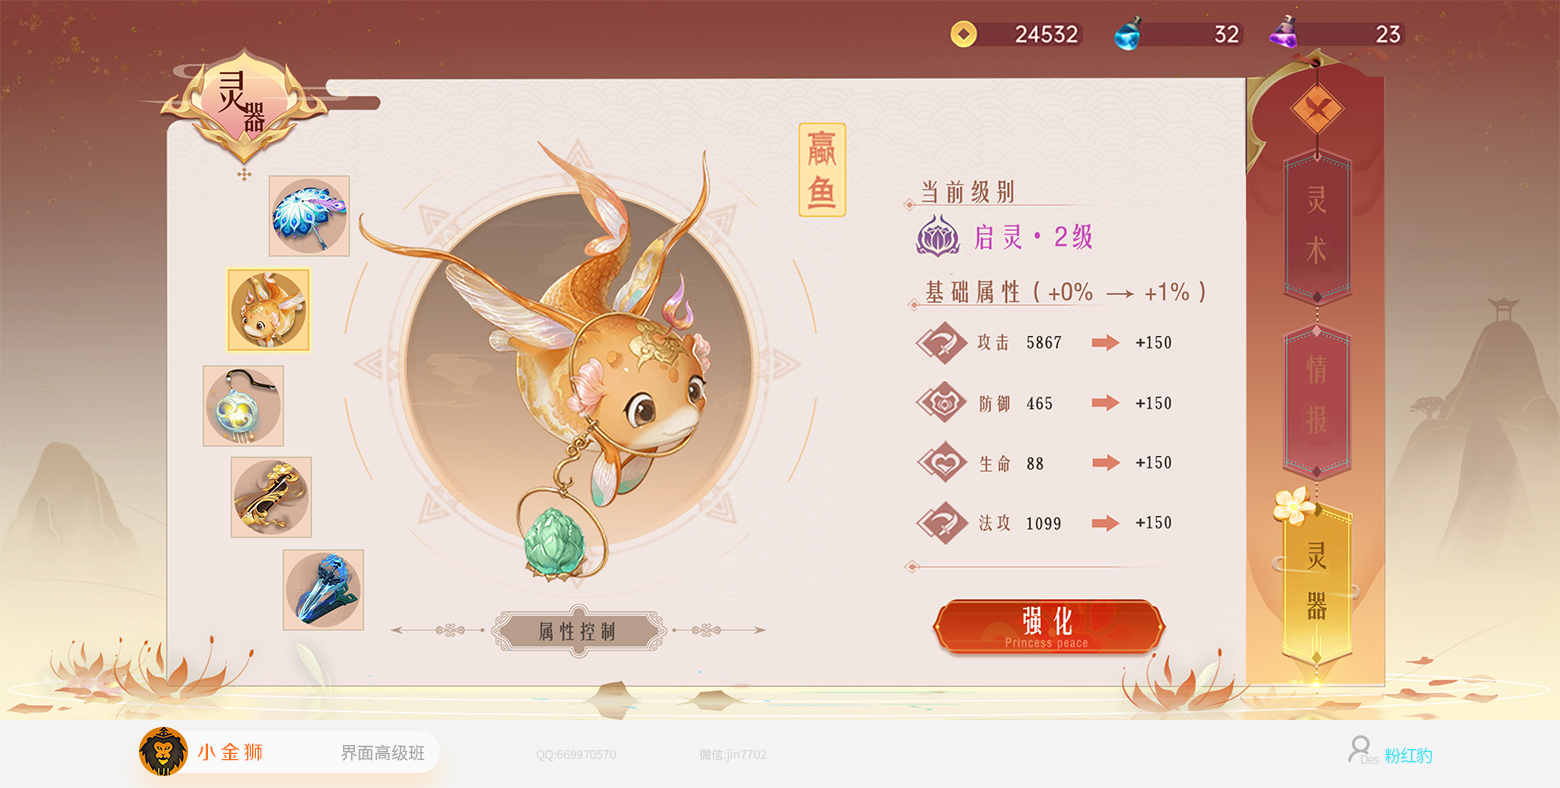 24532
32
23
灵器
赢鱼
当前级别
启灵·2级
基础属性(+0% → +1%)
攻击 5867 +150
防御 465 +150
生命 88 +150
法攻 1099 +150
属性控制
强化
Princess peace
灵术
情报
灵器
小金狮
界面高级班
QQ:669970570
微信:jin7702
Des 粉红豹